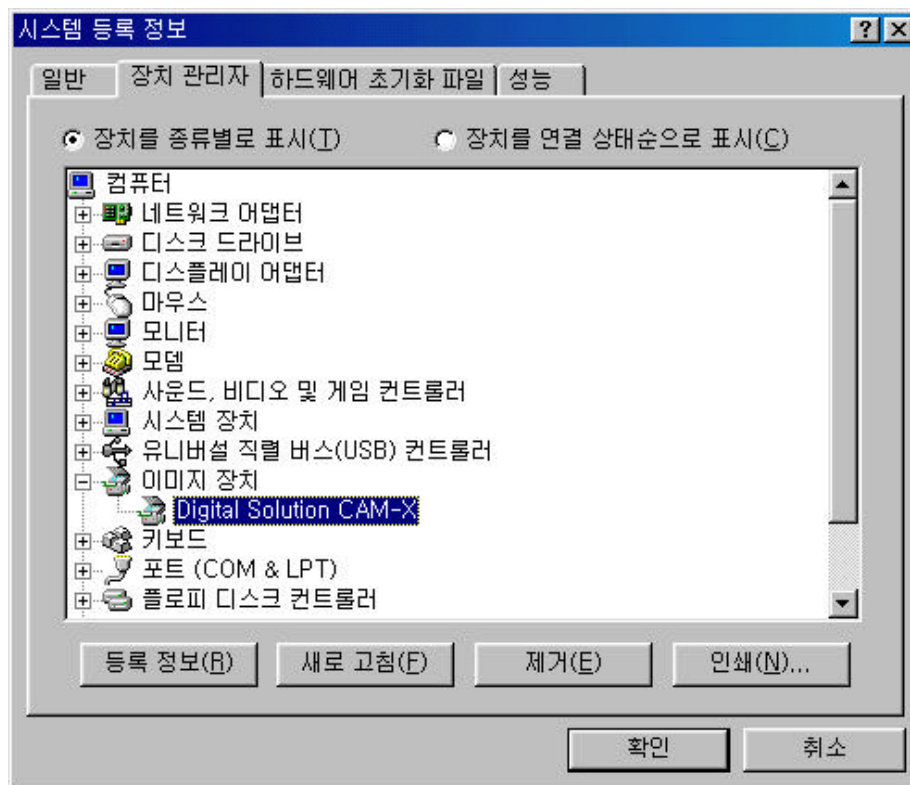 시스템 등록 정보
일반 장치 관리자 하드웨어 초기화 파일 성능
장치를 종류별로 표시(T) 장치를 연결 상태순으로 표시(C)
컴퓨터
네트워크 어댑터
디스크 드라이브
디스플레이 어댑터
마우스
모니터
모뎀
사운드, 비디오 및 게임 컨트롤러
시스템 장치
유니버설 직렬 버스(USB) 컨트롤러
이미지 장치
Digital Solution CAM-X
키보드
포트 (COM & LPT)
플로피 디스크 컨트롤러
등록 정보(R) 새로 고침(F) 제거(E) 인쇄(N)...
확인 취소